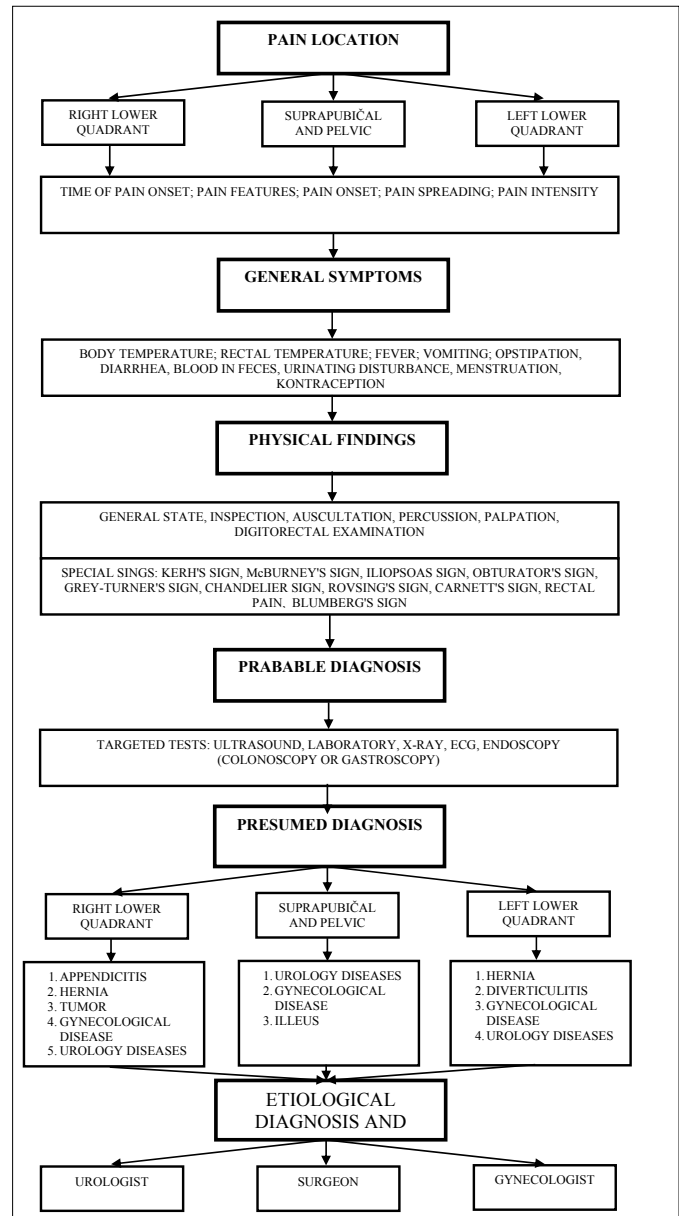 PAIN LOCATION
RIGHT LOWER
QUADRANT
SUPRAPUBIČAL
AND PELVIC
LEFT LOWER
QUADRANT
TIME OF PAIN ONSET; PAIN FEATURES; PAIN ONSET; PAIN SPREADING; PAIN INTENSITY
GENERAL SYMPTOMS
BODY TEMPERATURE; RECTAL TEMPERATURE; FEVER; VOMITING; OPSTIPATION,
DIARRHEA, BLOOD IN FECES, URINATING DISTURBANCE, MENSTRUATION,
KONTRACEPTION
PHYSICAL FINDINGS
GENERAL STATE, INSPECTION, AUSCULTATION, PERCUSSION, PALPATION,
DIGITORECTAL EXAMINATION
SPECIAL SINGS: KERH'S SIGN, McBURNEY'S SIGN, ILIOPSOAS SIGN, OBTURATOR'S SIGN,
GREY-TURNER'S SIGN, CHANDELIER SIGN, ROVSING'S SIGN, CARNETT'S SIGN, RECTAL
PAIN, BLUMBERG'S SIGN
PRABABLE DIAGNOSIS
TARGETED TESTS: ULTRASOUND, LABORATORY, X-RAY, ECG, ENDOSCOPY
(COLONOSCOPY OR GASTROSCOPY)
PRESUMED DIAGNOSIS
RIGHT LOWER
QUADRANT
SUPRAPUBIČAL
AND PELVIC
LEFT LOWER
QUADRANT
1. APPENDICITIS
2. HERNIA
3. TUMOR
4. GYNECOLOGICAL
DISEASE
5. UROLOGY DISEASES
1. UROLOGY DISEASES
2. GYNECOLOGICAL
DISEASE
3. ILLEUS
1. HERNIA
2. DIVERTICULITIS
3. GYNECOLOGICAL
DISEASE
4. UROLOGY DISEASES
ETIOLOGICAL
DIAGNOSIS AND
UROLOGIST
SURGEON
GYNECOLOGIST